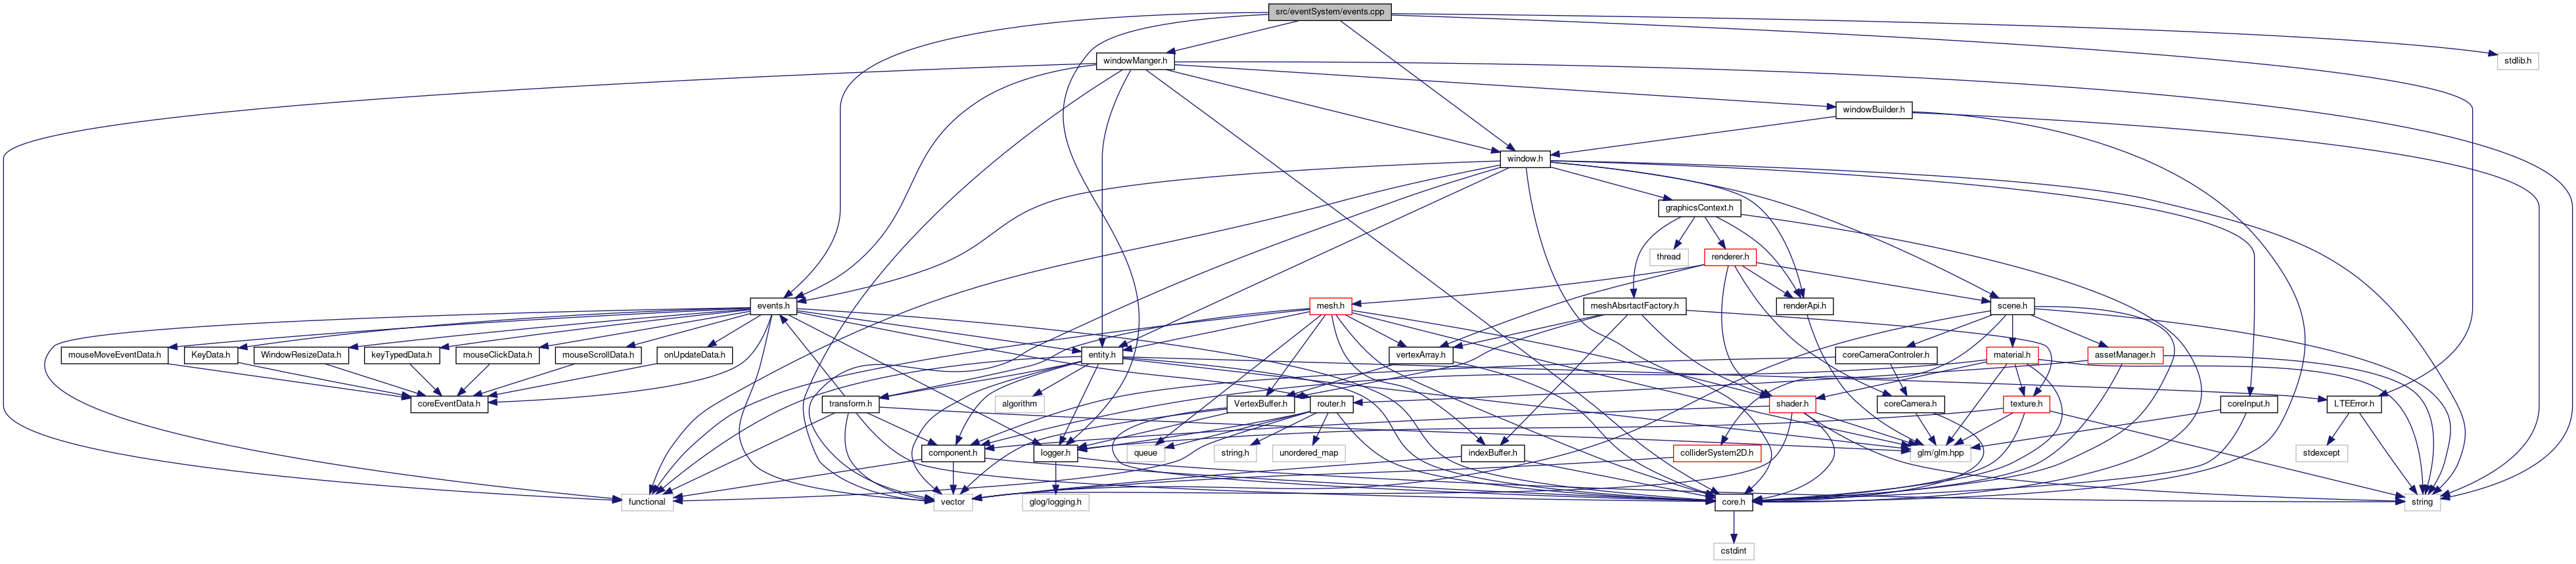 src/eventSystem/events.cpp
windowManger.h
stdlib.h
windowBuilder.h
window.h
graphicsContext.h
thread
renderer.h
events.h
mesh.h
meshAbsrtactFactory.h
renderApi.h
scene.h
mouseMoveEventData.h
KeyData.h
WindowResizeData.h
keyTypedData.h
mouseClickData.h
mouseScrollData.h
onUpdateData.h
entity.h
vertexArray.h
coreCameraControler.h
material.h
assetManager.h
coreEventData.h
transform.h
algorithm
VertexBuffer.h
router.h
shader.h
coreCamera.h
texture.h
coreInput.h
LTEError.h
component.h
logger.h
queue
string.h
unordered_map
indexBuffer.h
colliderSystem2D.h
glm/glm.hpp
stdexcept
functional
vector
glog/logging.h
core.h
string
cstdint